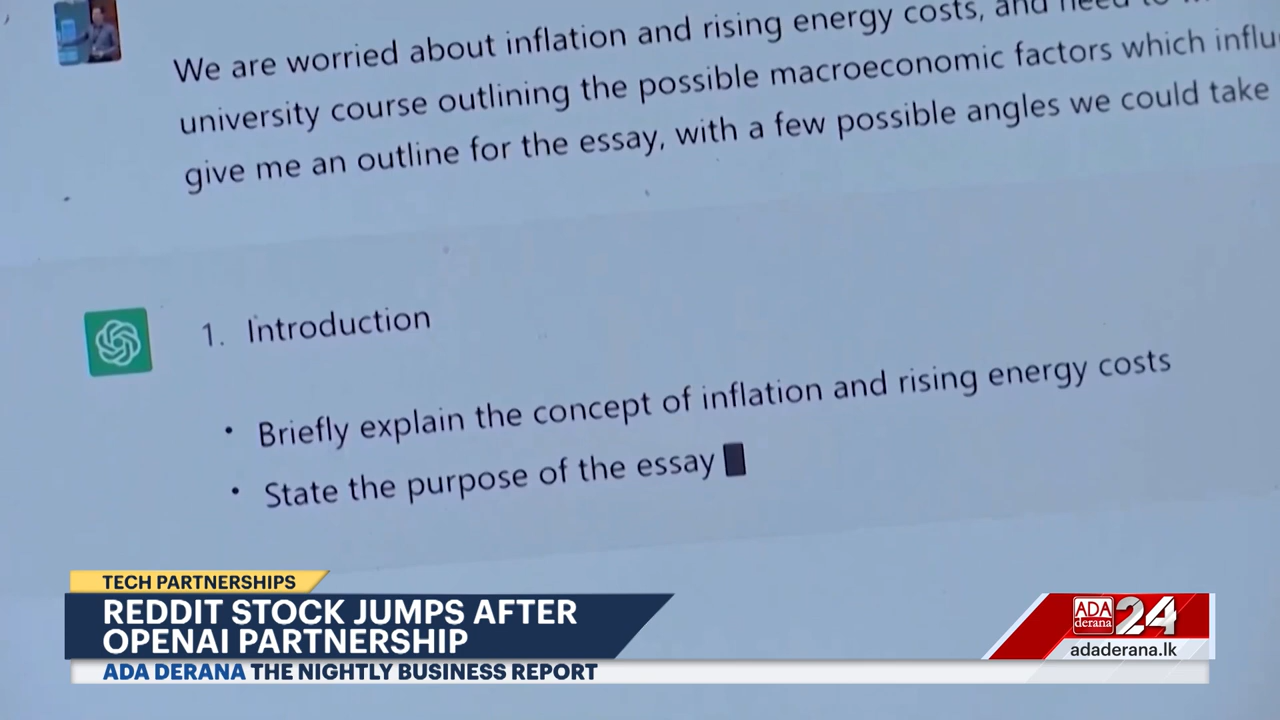 We are worried about inflation and rising energy costs, and need to
university course outlining the possible macroeconomic factors which
give me an outline for the essay, with a few possible angles we could take
1. Introduction
• Briefly explain the concept of inflation and rising energy costs
• State the purpose of the essay
TECH PARTNERSHIPS
REDDIT STOCK JUMPS AFTER
OPENAI PARTNERSHIP
ADA DERANA THE NIGHTLY BUSINESS REPORT
ADA
derana
24
adaderana.lk